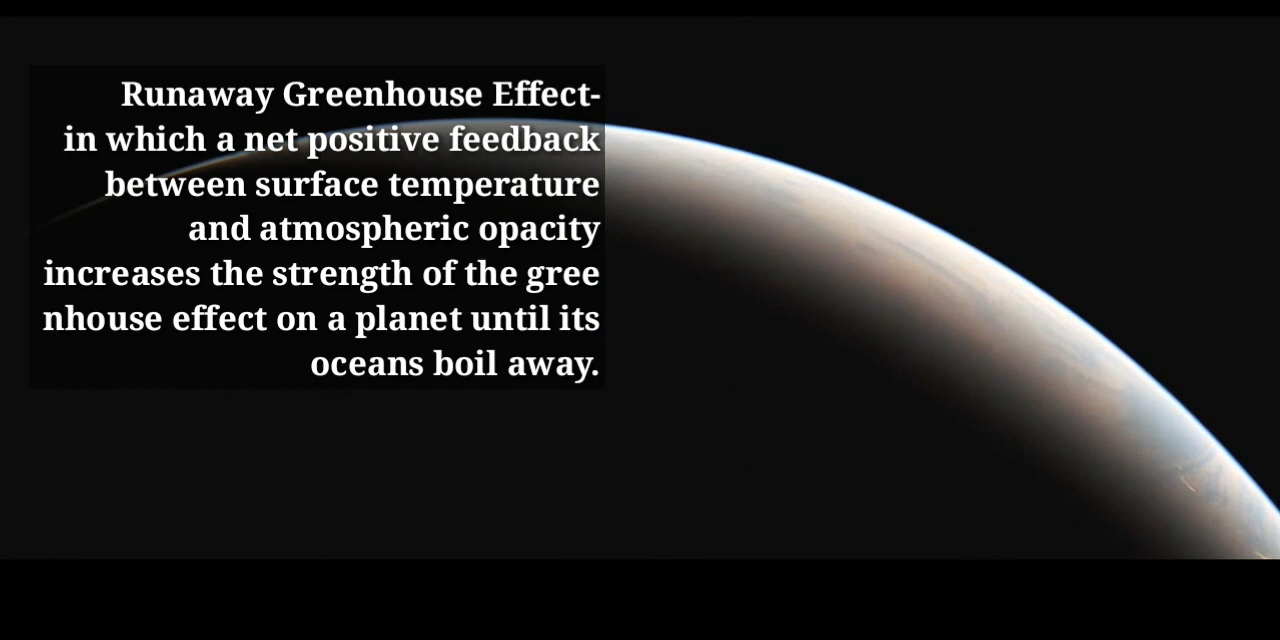 Runaway Greenhouse Effect-
in which a net positive feedback
between surface temperature
and atmospheric opacity
increases the strength of the gree
nhouse effect on a planet until its
oceans boil away.